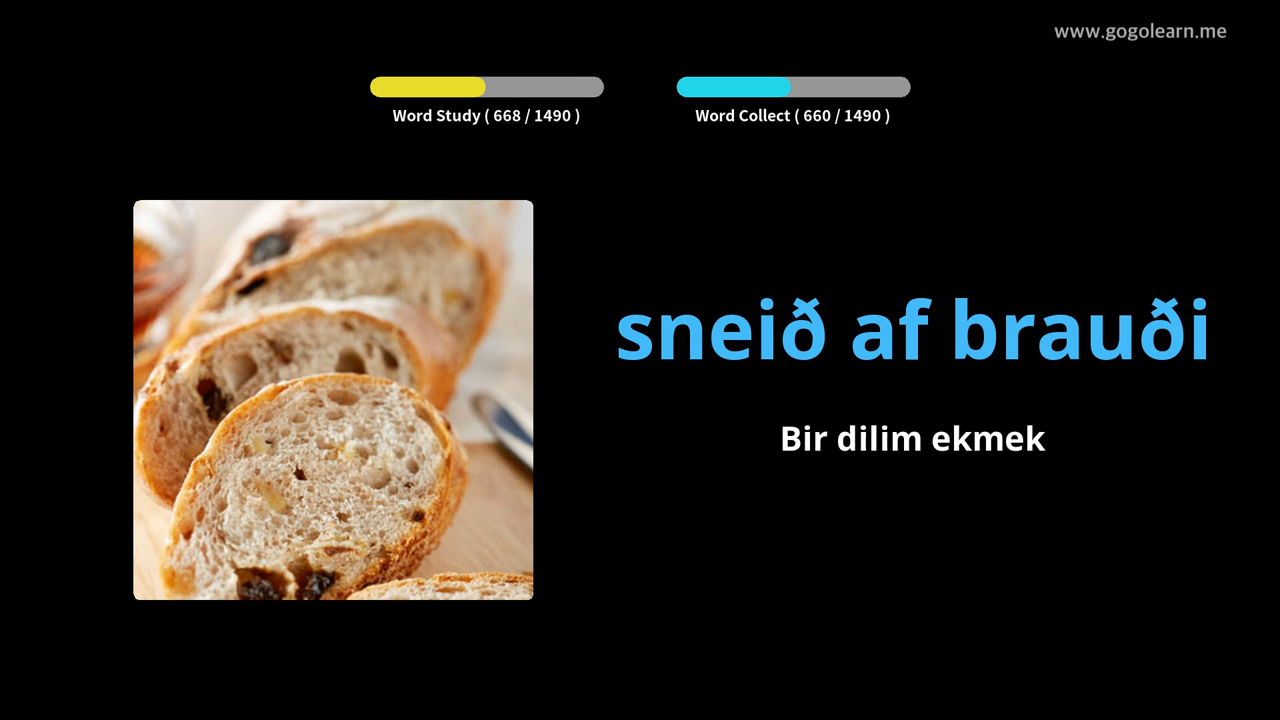 www.gogolearn.me
Word Study ( 668 / 1490 )
Word Collect ( 660 / 1490 )
sneið af brauði
Bir dilim ekmek